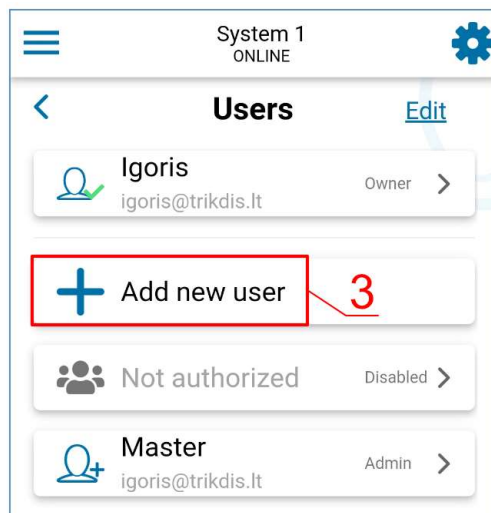 System 1
ONLINE
Users
Edit
Igoris
igoris@trikdis.lt
Owner
Add new user
3
Not authorized
Disabled
Master
igoris@trikdis.lt
Admin